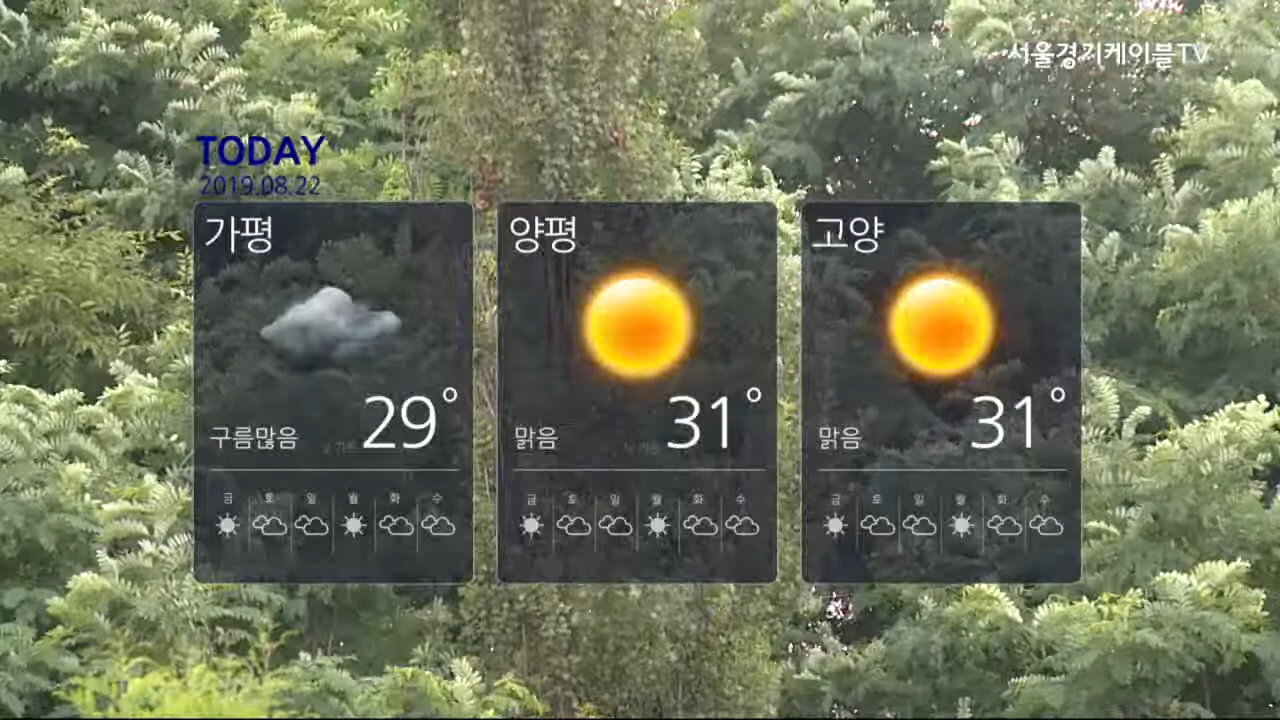 서울경기케이블TV
TODAY
2019.08.22
가평
구름많음
29°
금 토 일 월 화 수
양평
맑음
31°
금 토 일 월 화 수
고양
맑음
31°
금 토 일 월 화 수